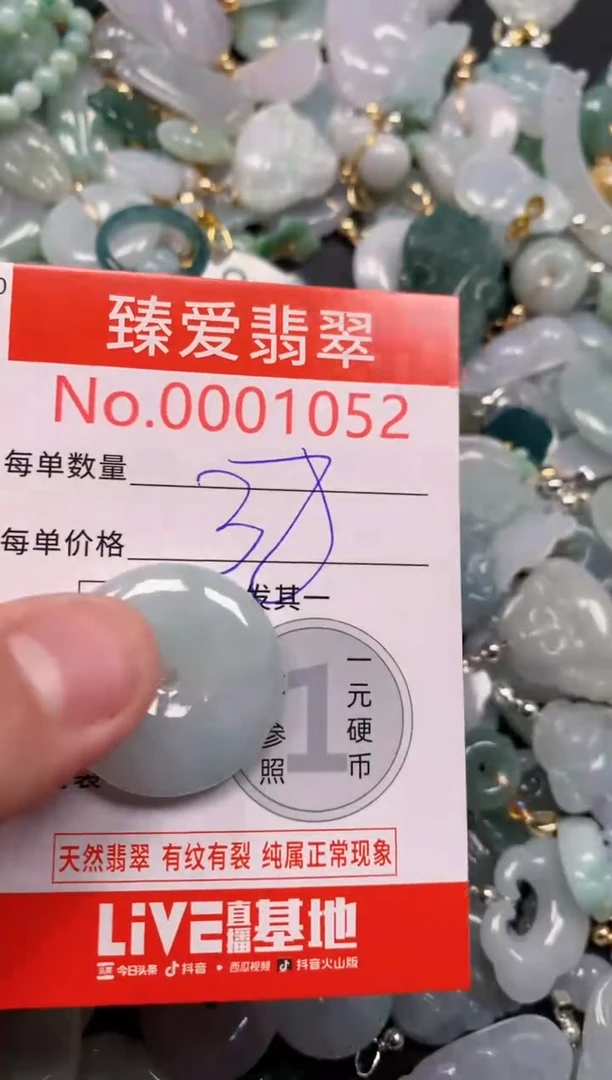 臻爱翡翠
No.0001052
每单数量
每单价格
发其一
一元硬币
1
参照
裂
天然翡翠 有纹有裂 纯属正常现象
LiVE直播基地
今日头条 抖音 西瓜视频 抖音火山版